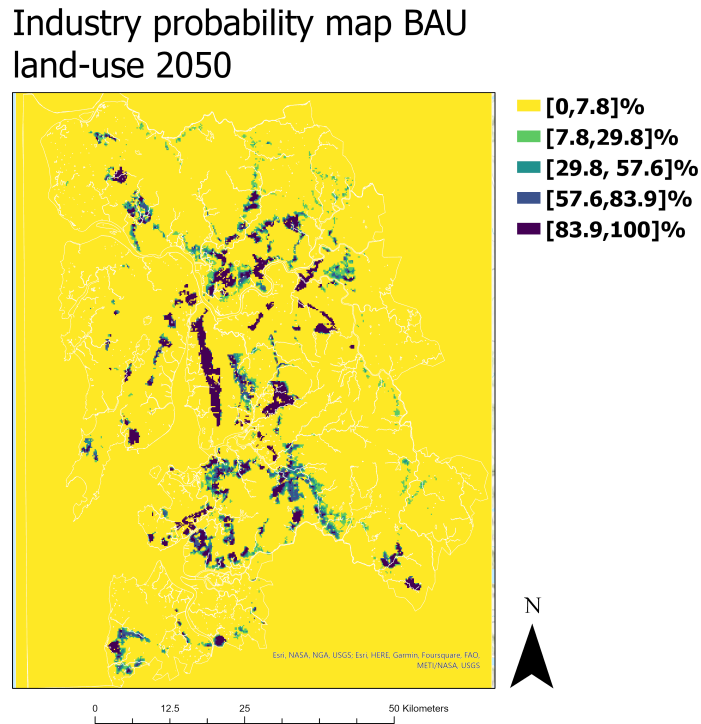 Industry probability map BAU
land-use 2050
[0,7.8]%
[7.8,29.8]%
[29.8, 57.6]%
[57.6,83.9]%
[83.9,100]%
N
Esri, NASA, NGA, USGS; Esri, HERE, Garmin, Foursquare, FAO,
METI/NASA, USGS
0 12.5 25 50 Kilometers